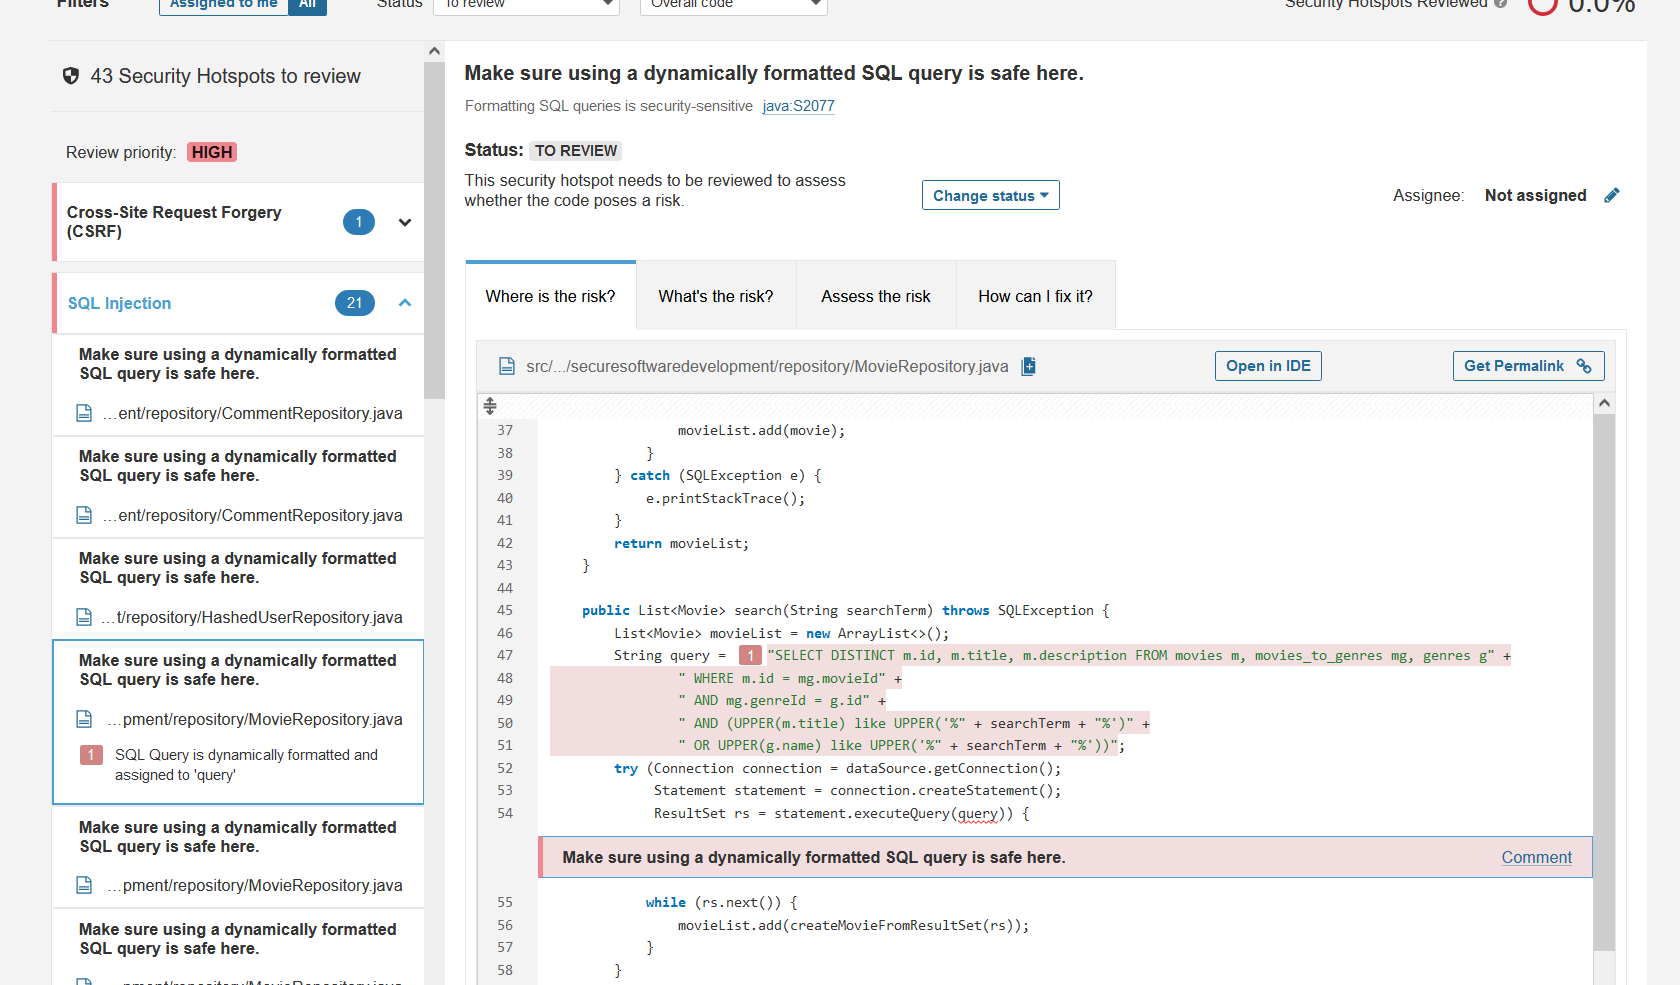 Filters
Assigned to me
All
Status
To review
Overall code
Security Hotspots Reviewed
0.0%
43 Security Hotspots to review
Review priority: HIGH
Cross-Site Request Forgery
(CSRF)
1
SQL Injection
21
Make sure using a dynamically formatted
SQL query is safe here.
...ent/repository/CommentRepository.java
Make sure using a dynamically formatted
SQL query is safe here.
...ent/repository/CommentRepository.java
Make sure using a dynamically formatted
SQL query is safe here.
...t/repository/HashedUserRepository.java
Make sure using a dynamically formatted
SQL query is safe here.
...pment/repository/MovieRepository.java
1 SQL Query is dynamically formatted and
assigned to 'query'
Make sure using a dynamically formatted
SQL query is safe here.
...pment/repository/MovieRepository.java
Make sure using a dynamically formatted
SQL query is safe here.
...pment/repository/MovieRepository.java
Make sure using a dynamically formatted SQL query is safe here.
Formatting SQL queries is security-sensitive java:S2077
Status: TO REVIEW
This security hotspot needs to be reviewed to assess
whether the code poses a risk.
Change status
Assignee: Not assigned
Where is the risk?
What's the risk?
Assess the risk
How can I fix it?
src/.../securesoftwaredevelopment/repository/MovieRepository.java
Open in IDE
Get Permalink
37 movieList.add(movie);
38 }
39 } catch (SQLException e) {
40 e.printStackTrace();
41 }
42 return movieList;
43 }
44
45 public List<Movie> search(String searchTerm) throws SQLException {
46 List<Movie> movieList = new ArrayList<>();
47 String query = 1 "SELECT DISTINCT m.id, m.title, m.description FROM movies m, movies_to_genres mg, genres g" +
48 " WHERE m.id = mg.movieId" +
49 " AND mg.genreId = g.id" +
50 " AND (UPPER(m.title) like UPPER('%" + searchTerm + "%')" +
51 " OR UPPER(g.name) like UPPER('%" + searchTerm + "%'))";
52 try (Connection connection = dataSource.getConnection();
53 Statement statement = connection.createStatement();
54 ResultSet rs = statement.executeQuery(query)) {
Make sure using a dynamically formatted SQL query is safe here.
Comment
55 while (rs.next()) {
56 movieList.add(createMovieFromResultSet(rs));
57 }
58 }